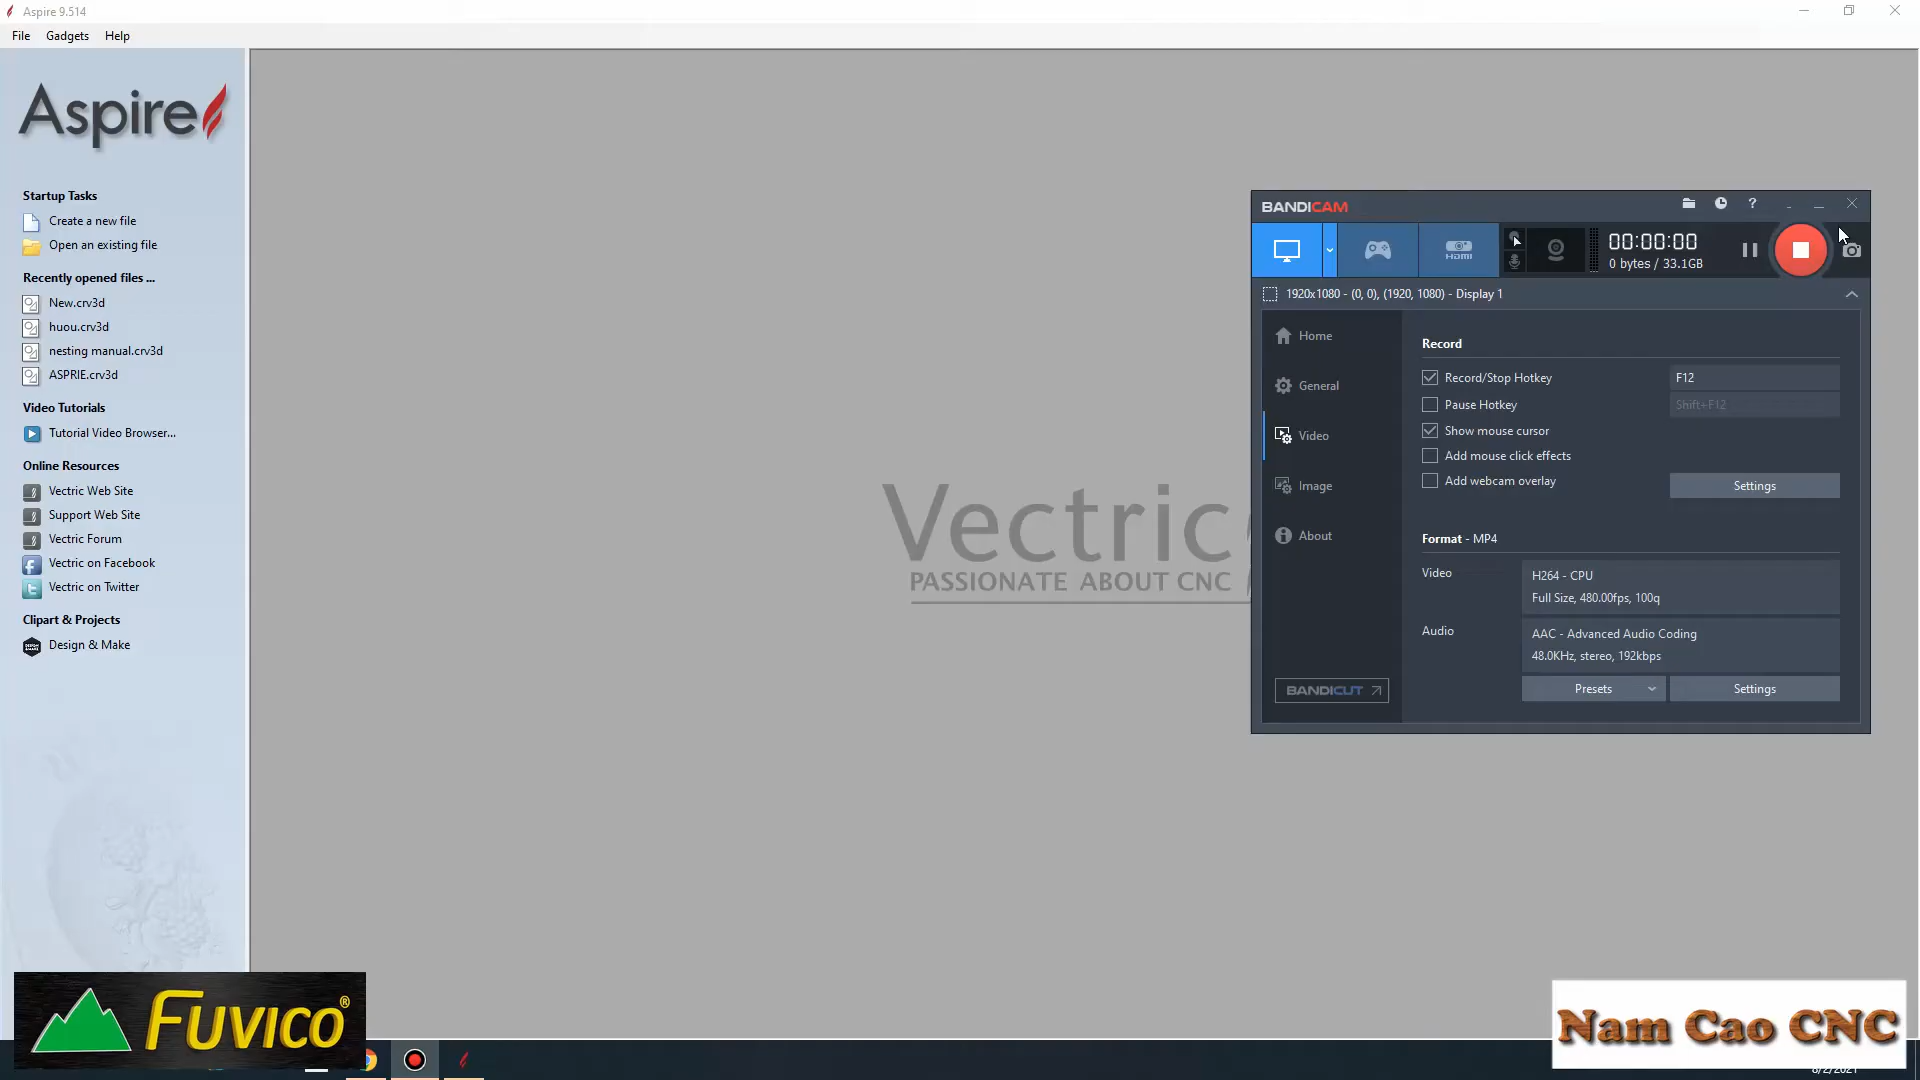 Aspire 9.514
File Gadgets Help
Aspire
Startup Tasks
Create a new file
Open an existing file
Recently opened files ...
New.crv3d
huou.crv3d
nesting manual.crv3d
ASPRIE.crv3d
Video Tutorials
Tutorial Video Browser...
Online Resources
Vectric Web Site
Support Web Site
Vectric Forum
Vectric on Facebook
Vectric on Twitter
Clipart & Projects
Design & Make
Vectric
PASSIONATE ABOUT CNC
BANDICAM
HDMI
00:00:00
0 bytes / 33.1GB
1920x1080 - (0, 0), (1920, 1080) - Display 1
Home
General
Video
Image
About
BANDICUT
Record
Record/Stop Hotkey F12
Pause Hotkey Shift+F12
Show mouse cursor
Add mouse click effects
Add webcam overlay
Settings
Format - MP4
Video
H264 - CPU
Full Size, 480.00fps, 100q
Audio
AAC - Advanced Audio Coding
48.0KHz, stereo, 192kbps
Presets Settings
FUVICO®
Nam Cao CNC
8/2/2021